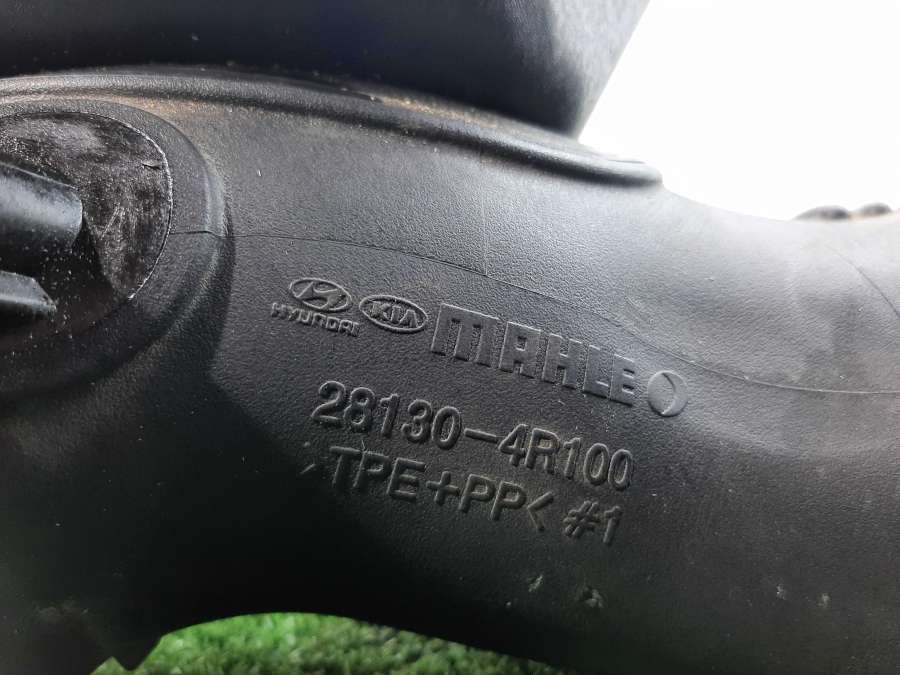 HYUNDAI KIA MAHLE
28130-4R100
>TPE+PP< #1